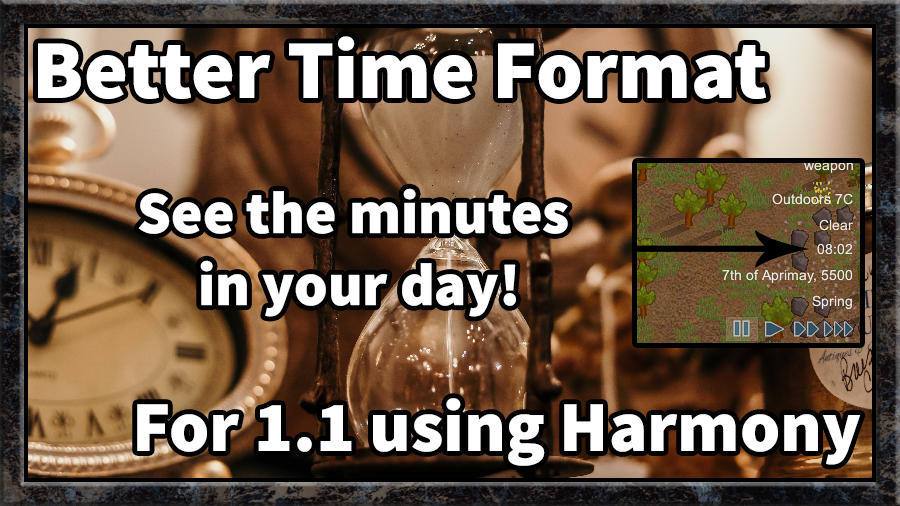 Better Time Format
See the minutes
in your day!
weapon
Outdoors 7C
Clear
08:02
7th of Aprimay, 5500
Spring
For 1.1 using Harmony